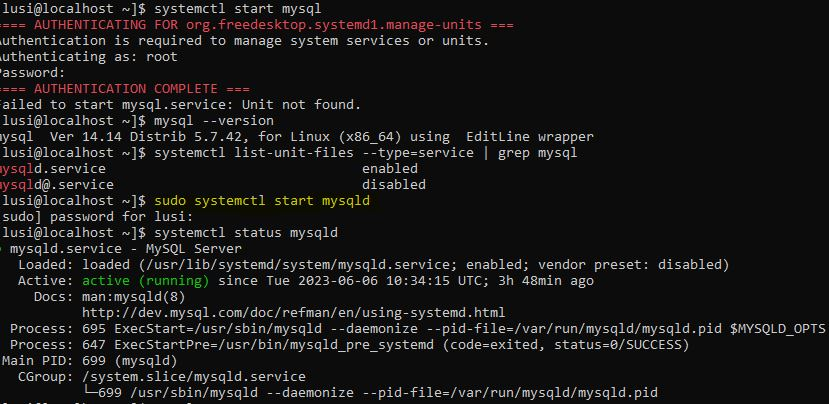 lusi@localhost ~]$ systemctl start mysql
==== AUTHENTICATING FOR org.freedesktop.systemd1.manage-units ===
Authentication is required to manage system services or units.
Authenticating as: root
Password:
==== AUTHENTICATION COMPLETE ===
Failed to start mysql.service: Unit not found.
lusi@localhost ~]$ mysql --version
mysql  Ver 14.14 Distrib 5.7.42, for Linux (x86_64) using  EditLine wrapper
lusi@localhost ~]$ systemctl list-unit-files --type=service | grep mysql
mysqld.service                                enabled
mysqld@.service                               disabled
lusi@localhost ~]$ sudo systemctl start mysqld
sudo] password for lusi:
lusi@localhost ~]$ systemctl status mysqld
mysqld.service - MySQL Server
Loaded: loaded (/usr/lib/systemd/system/mysqld.service; enabled; vendor preset: disabled)
Active: active (running) since Tue 2023-06-06 10:34:15 UTC; 3h 48min ago
Docs: man:mysqld(8)
http://dev.mysql.com/doc/refman/en/using-systemd.html
Process: 695 ExecStart=/usr/sbin/mysqld --daemonize --pid-file=/var/run/mysqld/mysqld.pid $MYSQLD_OPTS
Process: 647 ExecStartPre=/usr/bin/mysqld_pre_systemd (code=exited, status=0/SUCCESS)
Main PID: 699 (mysqld)
CGroup: /system.slice/mysqld.service
└─699 /usr/sbin/mysqld --daemonize --pid-file=/var/run/mysqld/mysqld.pid